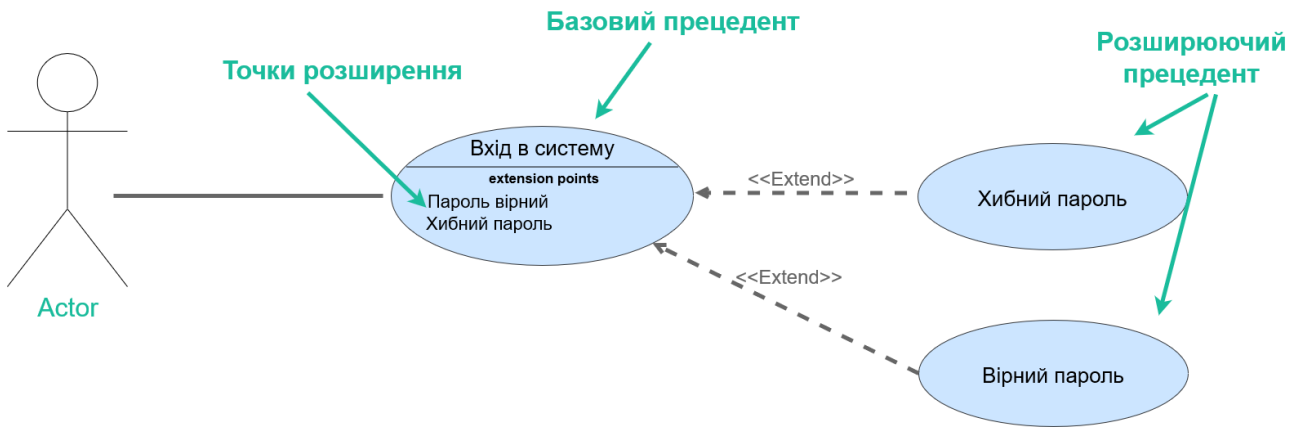 Базовий прецедент
Розширюючий
прецедент
Точки розширення
Вхід в систему
extension points
Пароль вірний
Хибний пароль
<<Extend>>
Хибний пароль
<<Extend>>
Actor
Вірний пароль